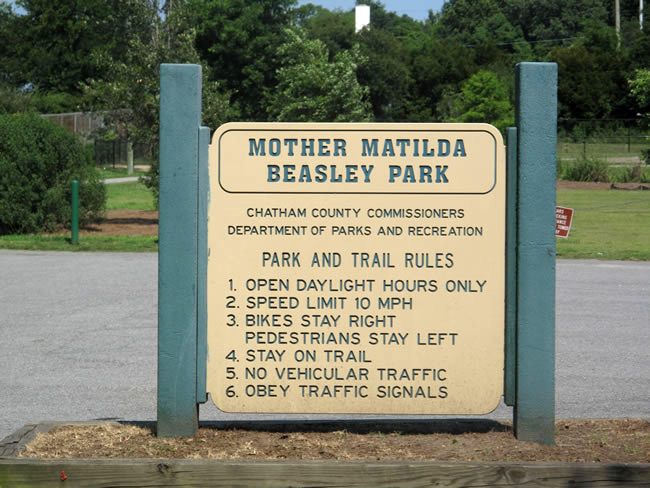 MOTHER MATILDA
BEASLEY PARK
CHATHAM COUNTY COMMISSIONERS
DEPARTMENT OF PARKS AND RECREATION
PARK AND TRAIL RULES
1. OPEN DAYLIGHT HOURS ONLY
2. SPEED LIMIT 10 MPH
3. BIKES STAY RIGHT
PEDESTRIANS STAY LEFT
4. STAY ON TRAIL
5. NO VEHICULAR TRAFFIC
6. OBEY TRAFFIC SIGNALS